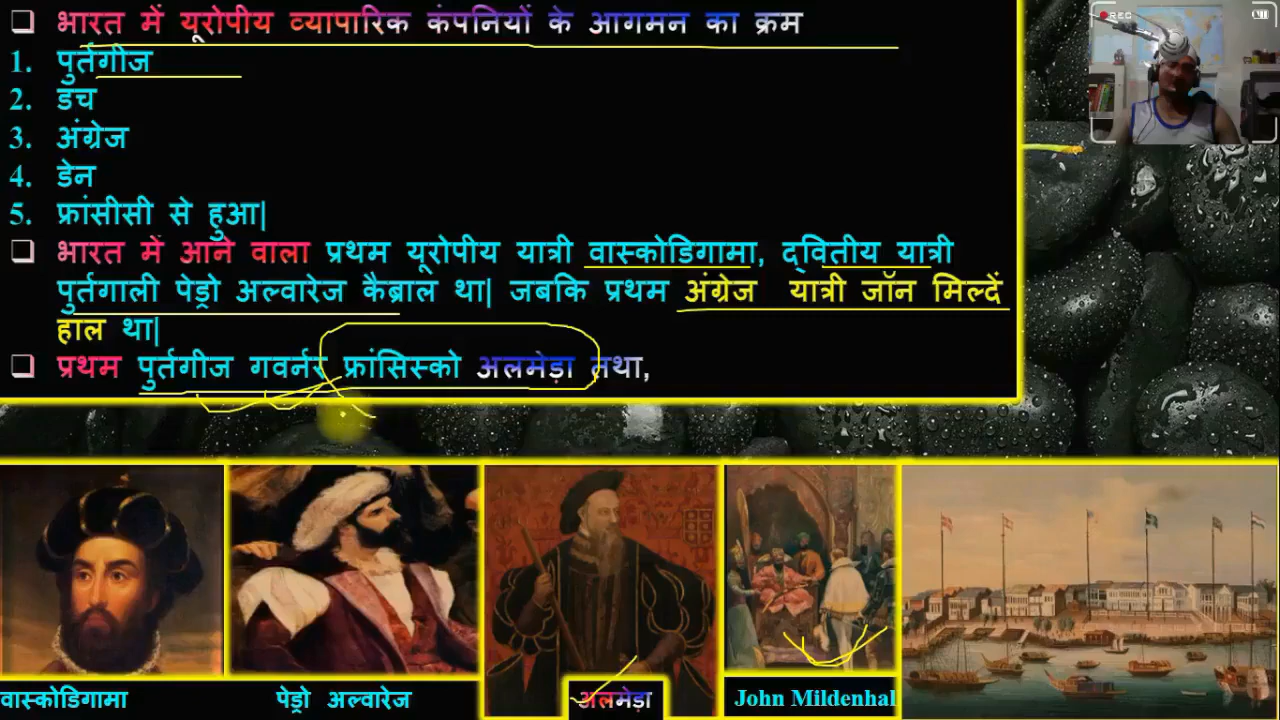 ❑ भारत में यूरोपीय व्यापारिक कंपनियों के आगमन का क्रम
REC
1. पुर्तगीज
2. डच
3. अंग्रेज
4. डेन
5. फ्रांसीसी से हुआ|
❑ भारत में आने वाला प्रथम यूरोपीय यात्री वास्कोडिगामा, द्वितीय यात्री
पुर्तगाली पेड्रो अल्वारेज कैब्राल था| जबकि प्रथम अंग्रेज यात्री जॉन मिल्दें
हाल था|
❑ प्रथम पुर्तगीज गवर्नर फ्रांसिस्को अलमेड़ा तथा,
वास्कोडिगामा
पेड्रो अल्वारेज
अलमेड़ा
John Mildenhal